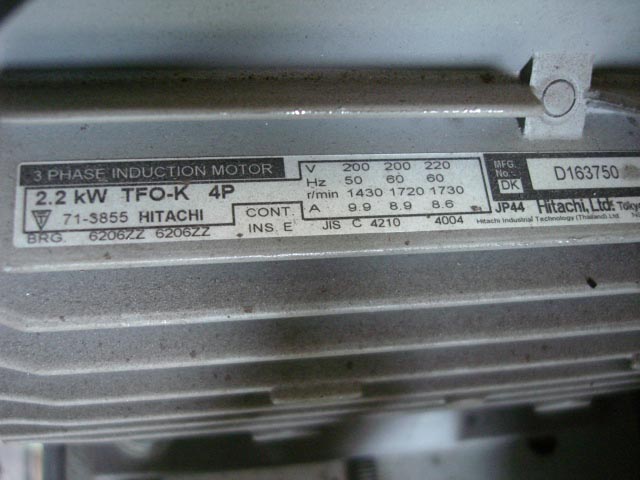 3 PHASE INDUCTION MOTOR
2.2 kW TFO-K 4P
71-3855 HITACHI
BRG. 6206ZZ 6206ZZ
CONT.
INS. E
V 200 200 220
Hz 50 60 60
r/min 1430 1720 1730
A 9.9 8.9 8.6
JIS C 4210 4004
MFG. No. D163750
DK
JP44 Hitachi, Ltd. Tokyo
Hitachi Industrial Technology (Thailand), Ltd.